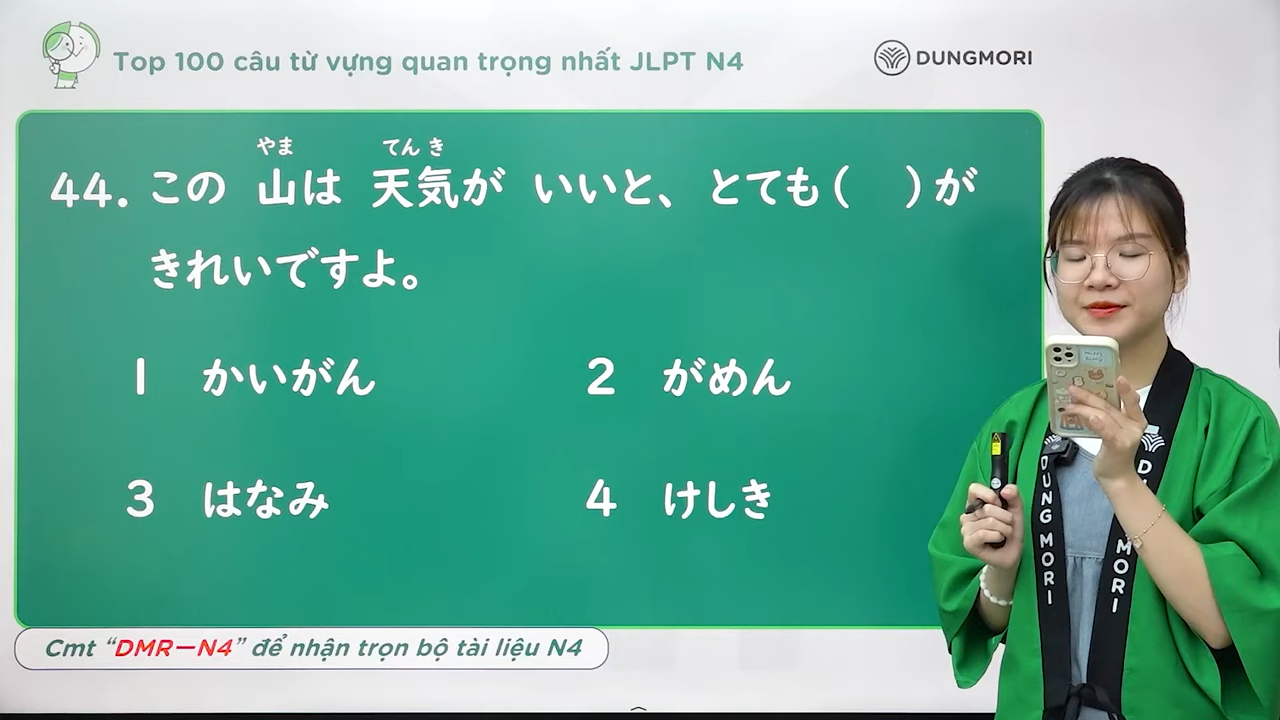 Top 100 câu từ vựng quan trọng nhất JLPT N4
DUNGMORI
やま てんき
44. この 山は 天気が いいと、とても( )が
きれいですよ。
1 かいがん
2 がめん
3 はなみ
4 けしき
Cmt “DMR–N4” để nhận trọn bộ tài liệu N4
DUNG MORI
D
MORI